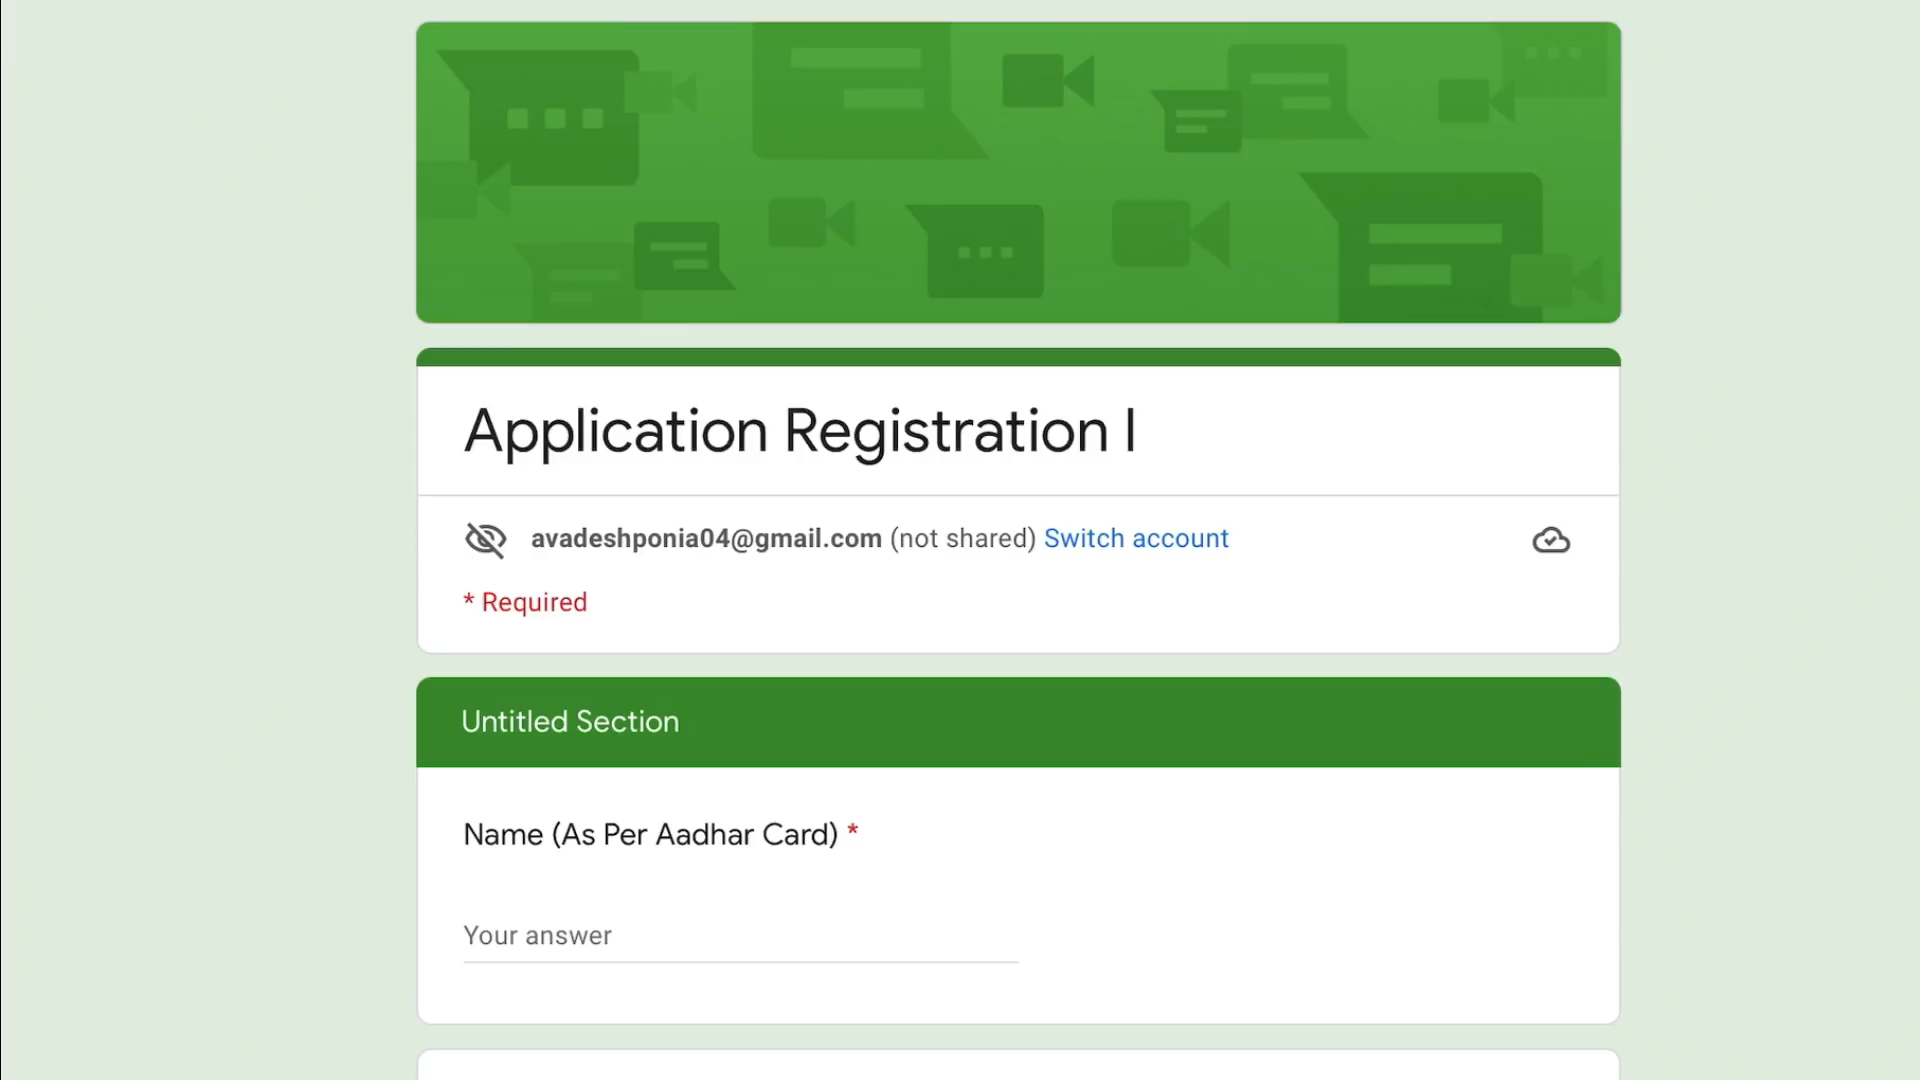 Application Registration I
avadeshponia04@gmail.com (not shared) Switch account
* Required
Untitled Section
Name (As Per Aadhar Card) *
Your answer